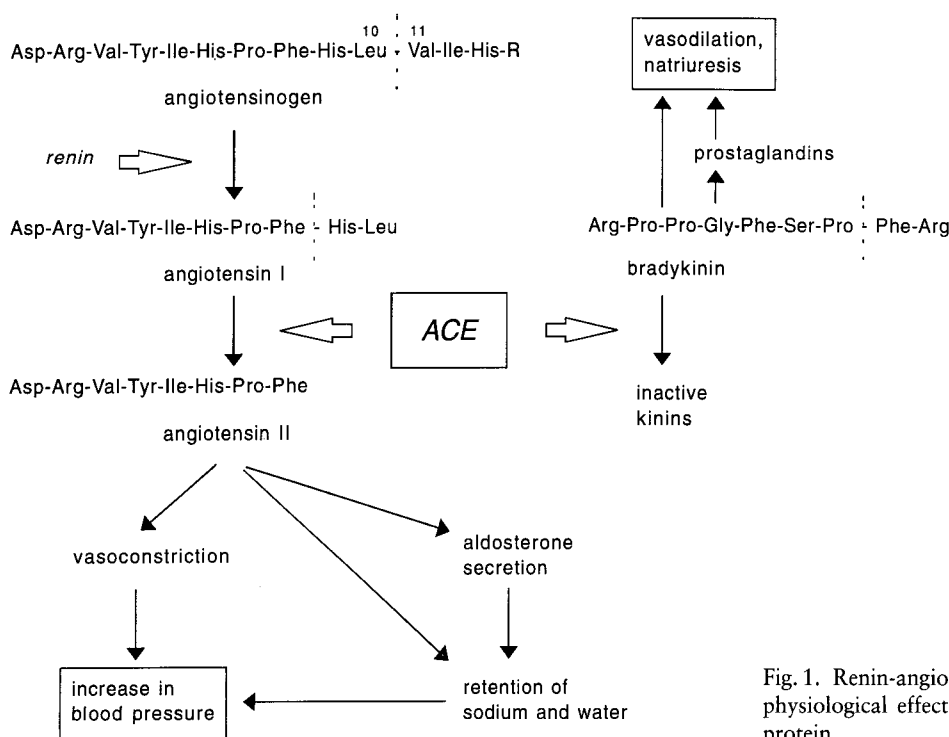 10 11
Asp-Arg-Val-Tyr-Ile-His-Pro-Phe-His-Leu - Val-Ile-His-R
angiotensinogen
renin
Asp-Arg-Val-Tyr-Ile-His-Pro-Phe - His-Leu
angiotensin I
ACE
Asp-Arg-Val-Tyr-Ile-His-Pro-Phe
angiotensin II
vasoconstriction
aldosterone
secretion
increase in
blood pressure
retention of
sodium and water
vasodilation,
natriuresis
prostaglandins
Arg-Pro-Pro-Gly-Phe-Ser-Pro - Phe-Arg
bradykinin
inactive
kinins
Fig. 1. Renin-angio
physiological effect